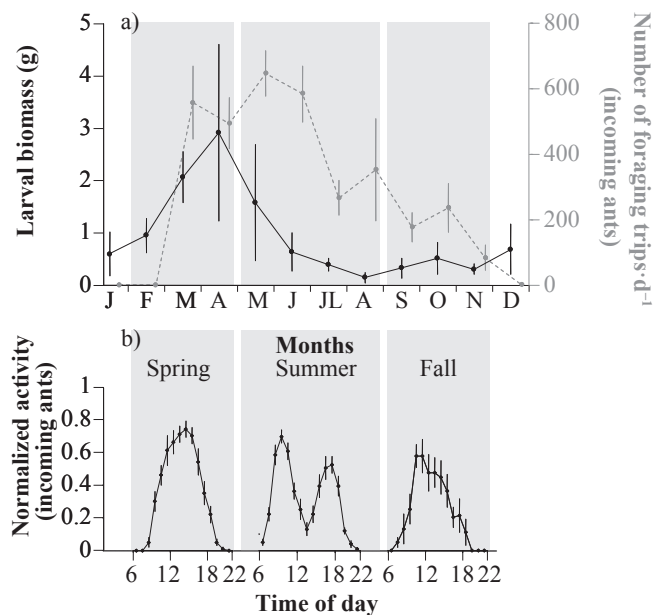 a)
Larval biomass (g)
5
4
3
2
1
0
800
600
400
200
0
Number of foraging trips·d⁻¹
(incoming ants)
J F M A M J JL A S O N D
Months
b)
Spring Summer Fall
Normalized activity
(incoming ants)
1
0.8
0.6
0.4
0.2
0
6 12 18 22 6 12 18 22 6 12 18 22
Time of day